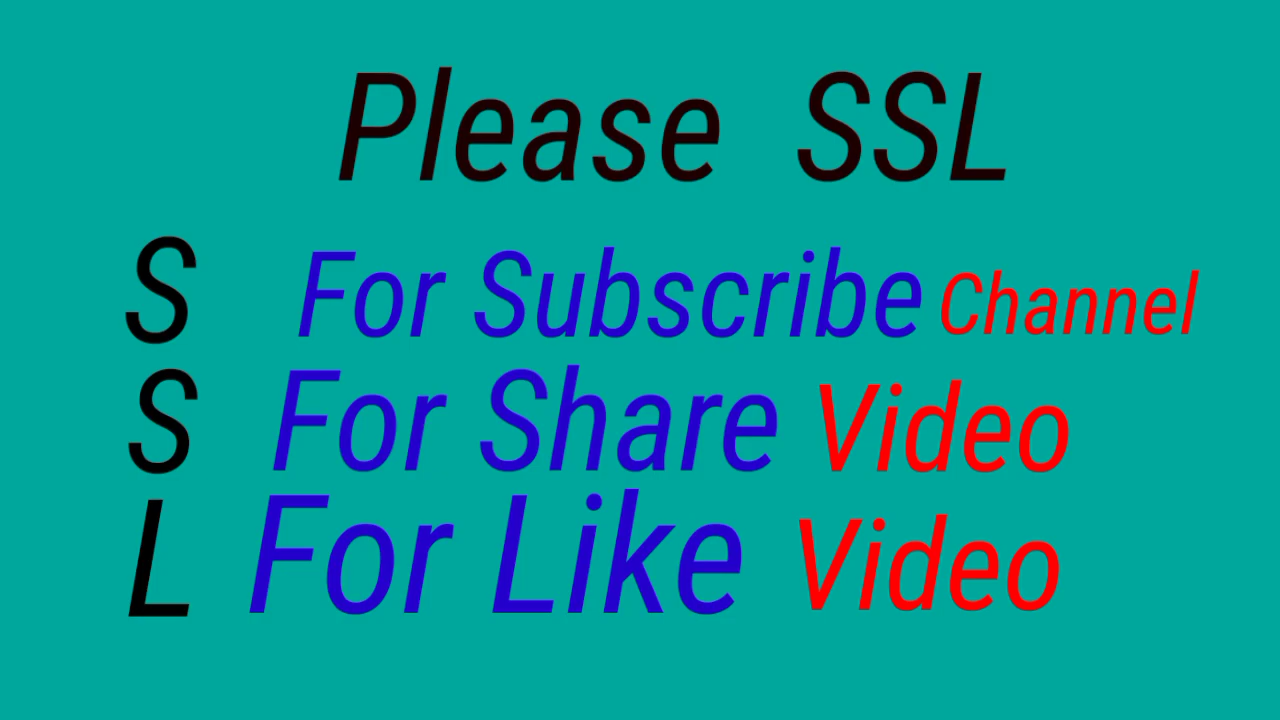 Please SSL
S For Subscribe Channel
S For Share Video
L For Like Video